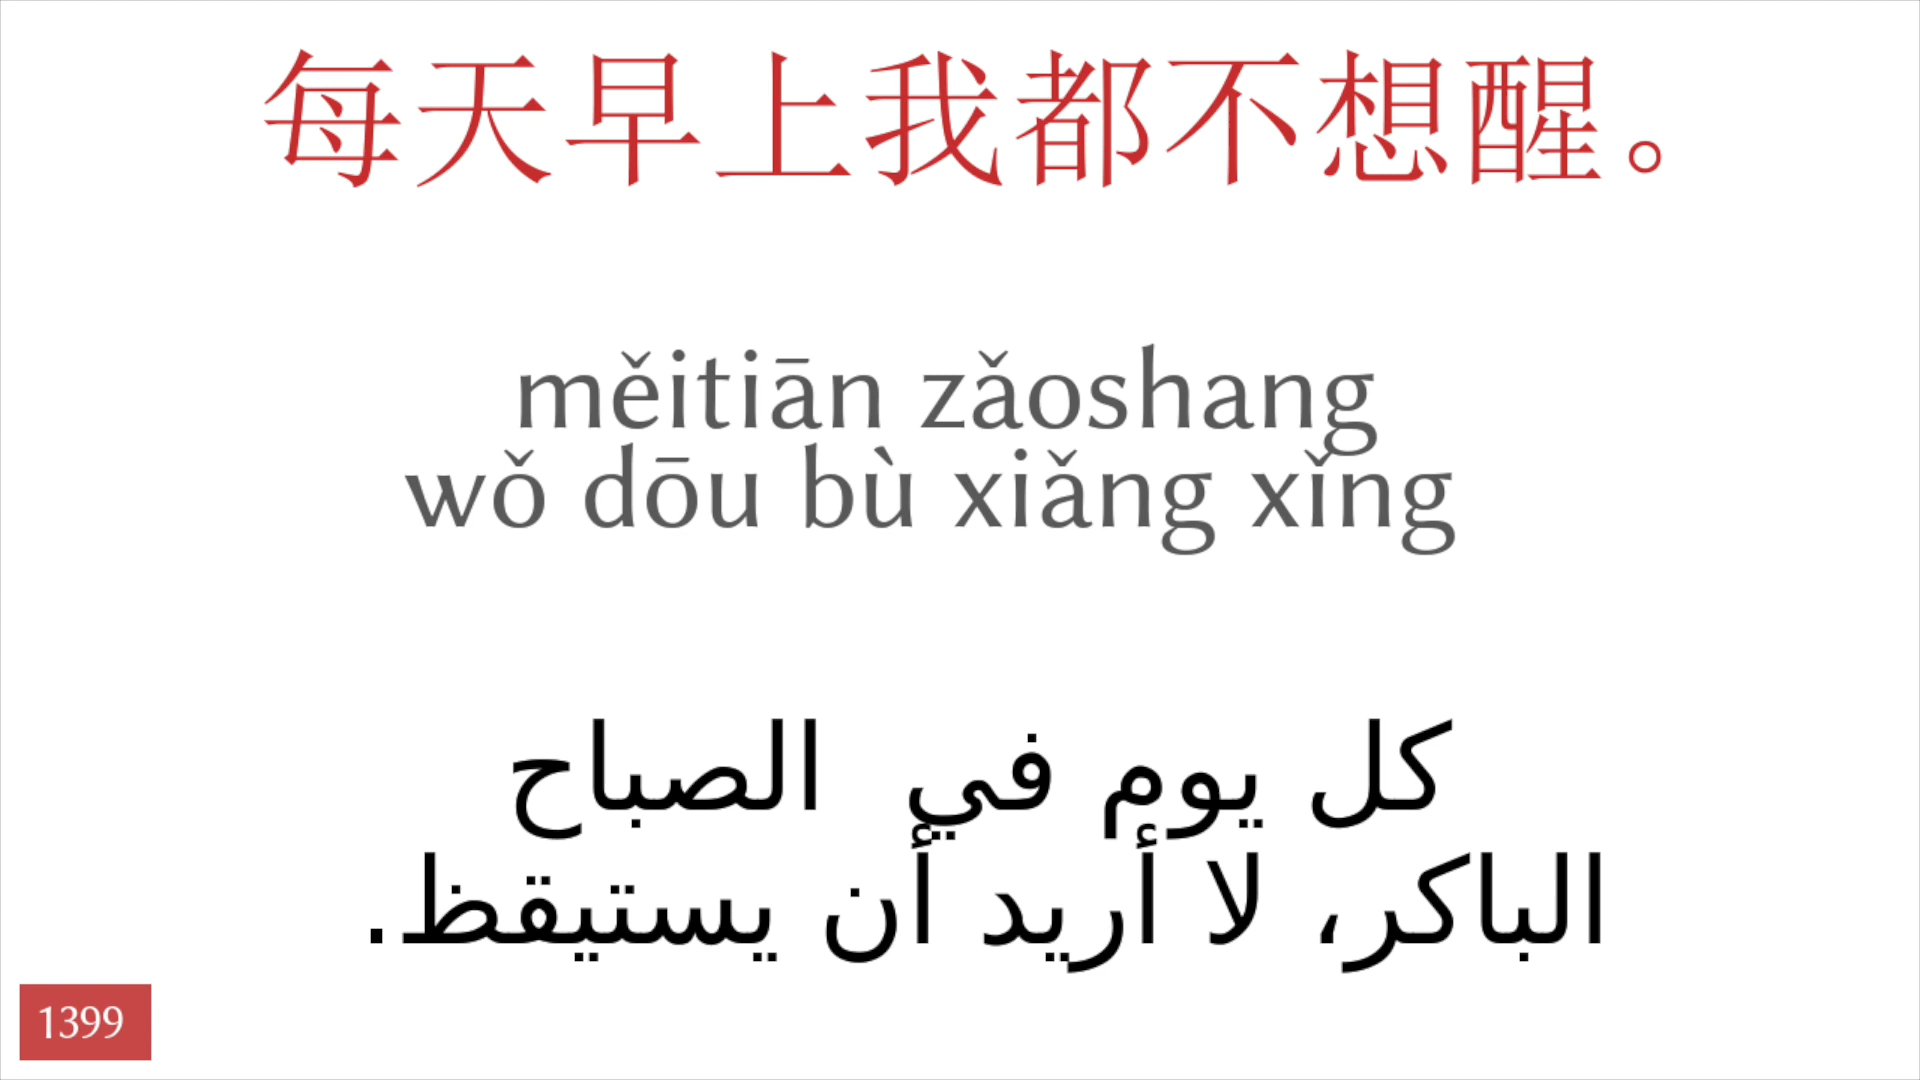 每天早上我都不想醒。
měitiān zǎoshang
wǒ dōu bù xiǎng xǐng
كل يوم في الصباح
الباكر، لا أريد أن يستيقظ.
1399